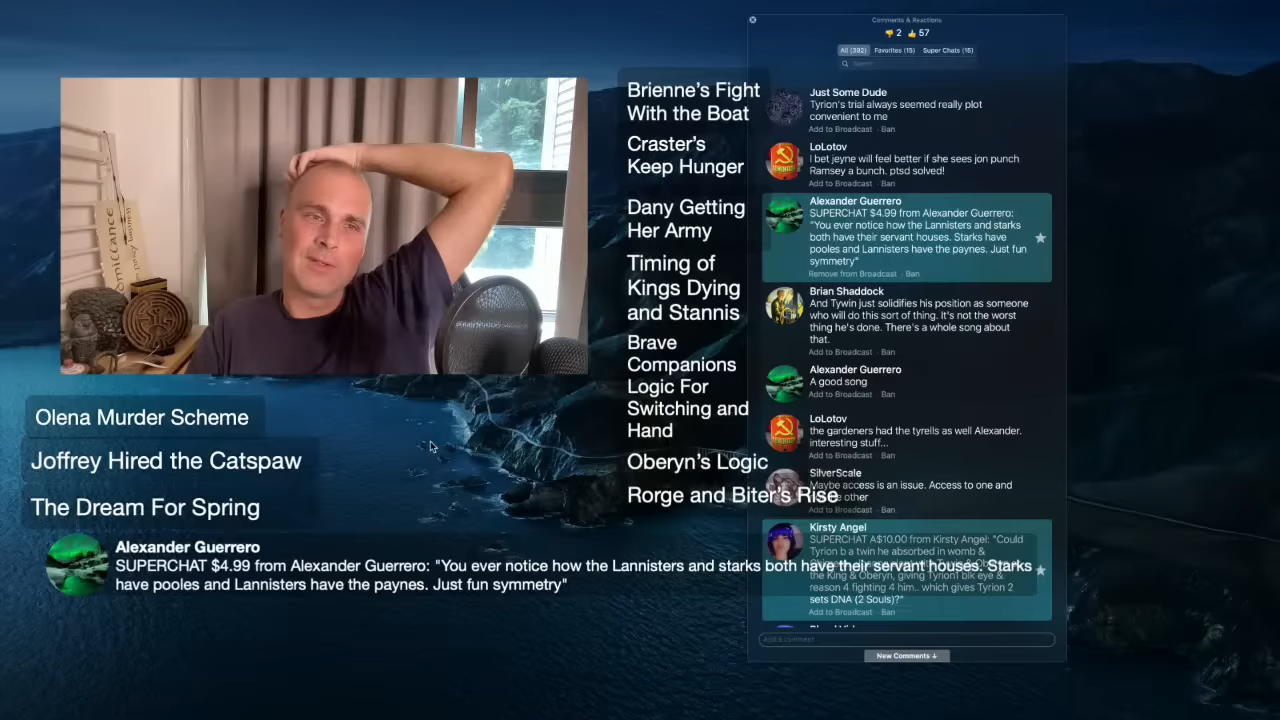 Comments & Reactions
2 57
All (392) Favorites (15) Super Chats (15)
Search
Brienne's Fight
With the Boat
Craster's
Keep Hunger
Dany Getting
Her Army
Timing of
Kings Dying
and Stannis
Brave
Companions
Logic For
Switching and
Hand
Oberyn's Logic
Rorge and Biter's Rise
Just Some Dude
Tyrion's trial always seemed really plot
convenient to me
Add to Broadcast · Ban
LoLotov
I bet jeyne will feel better if she sees jon punch
Ramsey a bunch. ptsd solved!
Add to Broadcast · Ban
Alexander Guerrero
SUPERCHAT $4.99 from Alexander Guerrero:
"You ever notice how the Lannisters and starks
both have their servant houses. Starks have
pooles and Lannisters have the paynes. Just fun
symmetry"
Remove from Broadcast · Ban
Brian Shaddock
And Tywin just solidifies his position as someone
who will do this sort of thing. It's not the worst
thing he's done. There's a whole song about
that.
Add to Broadcast · Ban
Alexander Guerrero
A good song
Add to Broadcast · Ban
LoLotov
the gardeners had the tyrells as well Alexander.
interesting stuff...
Add to Broadcast · Ban
SilverScale
Maybe access is an issue. Access to one and
other
Add to Broadcast · Ban
Kirsty Angel
SUPERCHAT A$10.00 from Kirsty Angel: "Could
Tyrion b a twin he absorbed in womb &
the King & Oberyn, giving Tyrion1 blk eye &
reason 4 fighting 4 him.. which gives Tyrion 2
sets DNA (2 Souls)?"
Add to Broadcast · Ban
Add a comment
New Comments ↓
Olena Murder Scheme
Joffrey Hired the Catspaw
The Dream For Spring
Alexander Guerrero
SUPERCHAT $4.99 from Alexander Guerrero: "You ever notice how the Lannisters and starks both have their servant houses. Starks
have pooles and Lannisters have the paynes. Just fun symmetry"